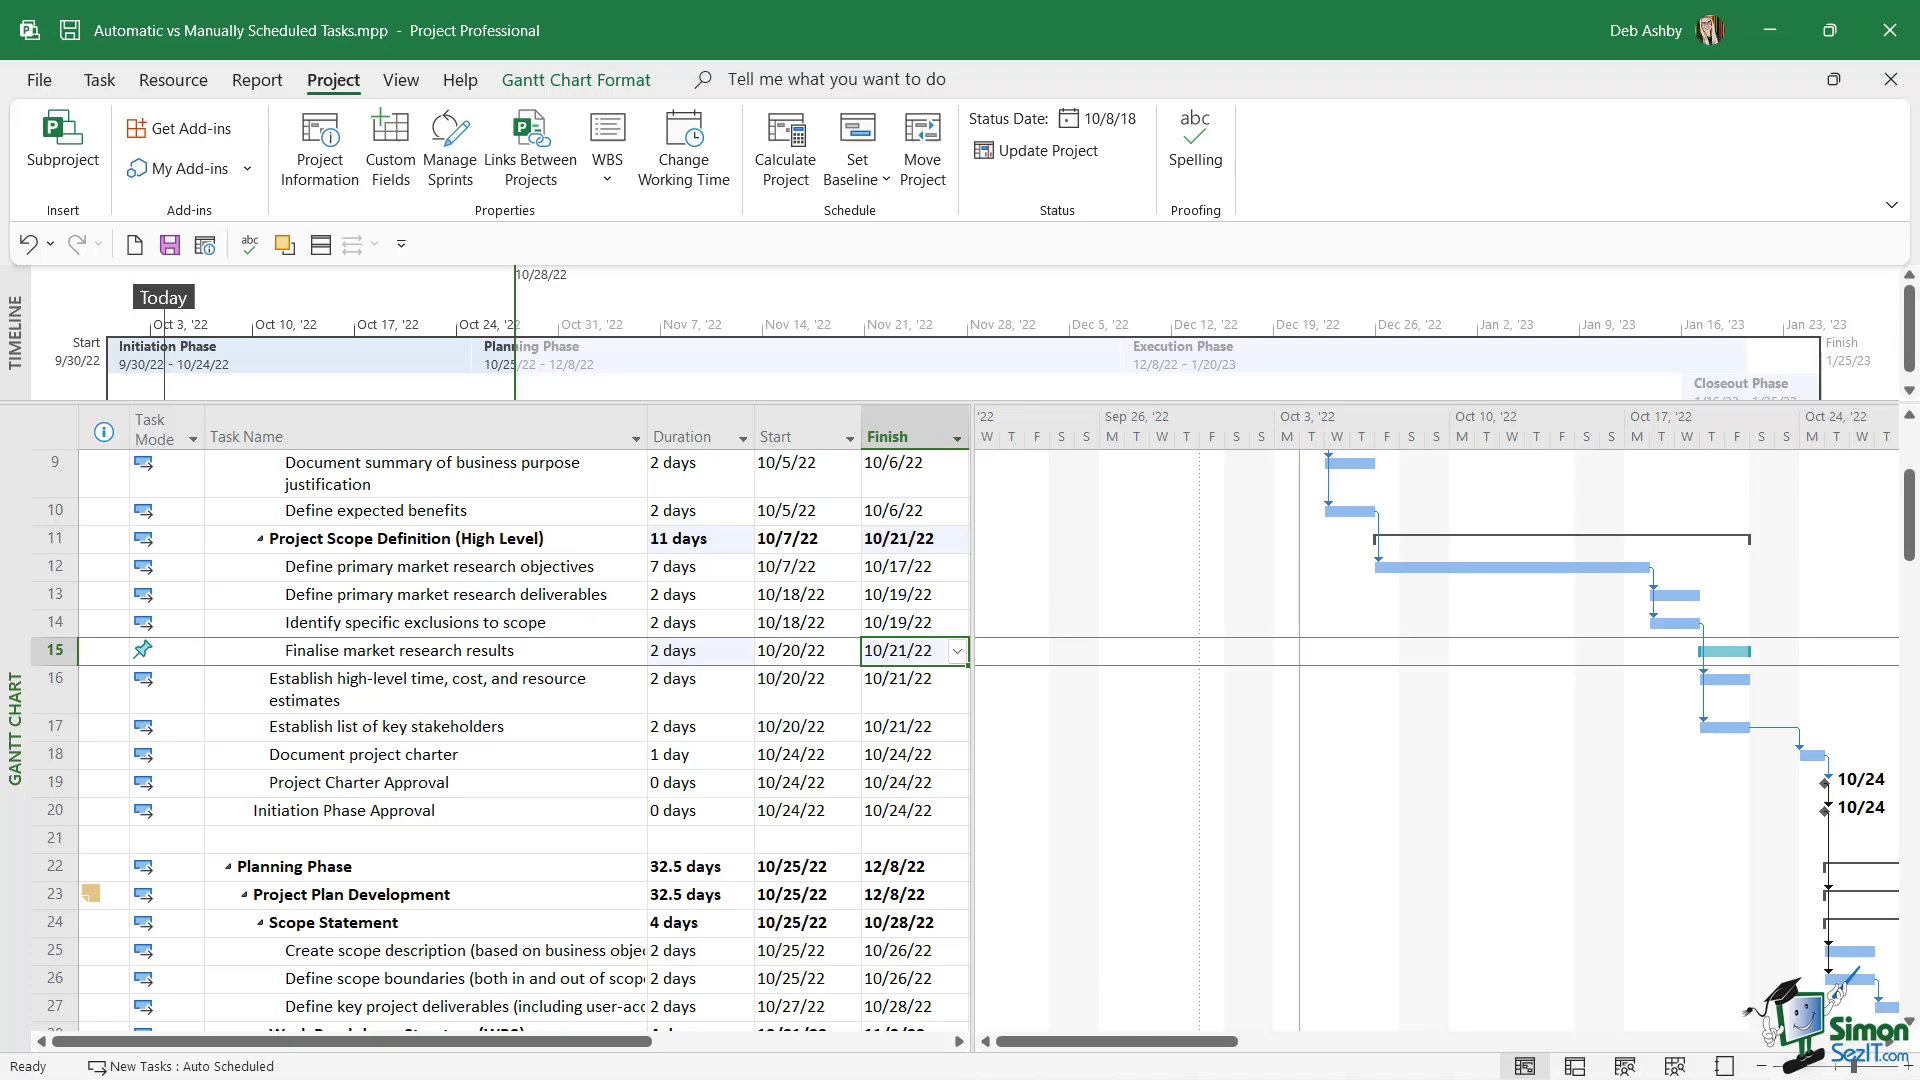 Automatic vs Manually Scheduled Tasks.mpp - Project Professional
Deb Ashby
File Task Resource Report Project View Help Gantt Chart Format Tell me what you want to do
Subproject
Get Add-ins
My Add-ins
Project Information
Custom Fields
Manage Sprints
Links Between Projects
WBS
Change Working Time
Calculate Project
Set Baseline
Move Project
Status Date: 10/8/18
Update Project
abc
Spelling
Insert Add-ins Properties Schedule Status Proofing
abc
TIMELINE
10/28/22
Today
Oct 3, '22 Oct 10, '22 Oct 17, '22 Oct 24, '22 Oct 31, '22 Nov 7, '22 Nov 14, '22 Nov 21, '22 Nov 28, '22 Dec 5, '22 Dec 12, '22 Dec 19, '22 Dec 26, '22 Jan 2, '23 Jan 9, '23 Jan 16, '23 Jan 23, '23
Start
9/30/22
Initiation Phase
9/30/22 - 10/24/22
Planning Phase
10/25/22 - 12/8/22
Execution Phase
12/8/22 - 1/20/23
Closeout Phase
Finish
1/25/23
GANTT CHART
Task Mode Task Name Duration Start Finish
'22 Sep 26, '22 Oct 3, '22 Oct 10, '22 Oct 17, '22 Oct 24, '22
W T F S S M T W T F S S M T W T F S S M T W T F S S M T W T F S S M T W T
9 Document summary of business purpose justification 2 days 10/5/22 10/6/22
10 Define expected benefits 2 days 10/5/22 10/6/22
11 Project Scope Definition (High Level) 11 days 10/7/22 10/21/22
12 Define primary market research objectives 7 days 10/7/22 10/17/22
13 Define primary market research deliverables 2 days 10/18/22 10/19/22
14 Identify specific exclusions to scope 2 days 10/18/22 10/19/22
15 Finalise market research results 2 days 10/20/22 10/21/22
16 Establish high-level time, cost, and resource estimates 2 days 10/20/22 10/21/22
17 Establish list of key stakeholders 2 days 10/20/22 10/21/22
18 Document project charter 1 day 10/24/22 10/24/22
19 Project Charter Approval 0 days 10/24/22 10/24/22
10/24
20 Initiation Phase Approval 0 days 10/24/22 10/24/22
10/24
21
22 Planning Phase 32.5 days 10/25/22 12/8/22
23 Project Plan Development 32.5 days 10/25/22 12/8/22
24 Scope Statement 4 days 10/25/22 10/28/22
25 Create scope description (based on business obje 2 days 10/25/22 10/26/22
26 Define scope boundaries (both in and out of scop 2 days 10/25/22 10/26/22
27 Define key project deliverables (including user-acc 2 days 10/27/22 10/28/22
Simon
SezIT.com
Ready New Tasks : Auto Scheduled